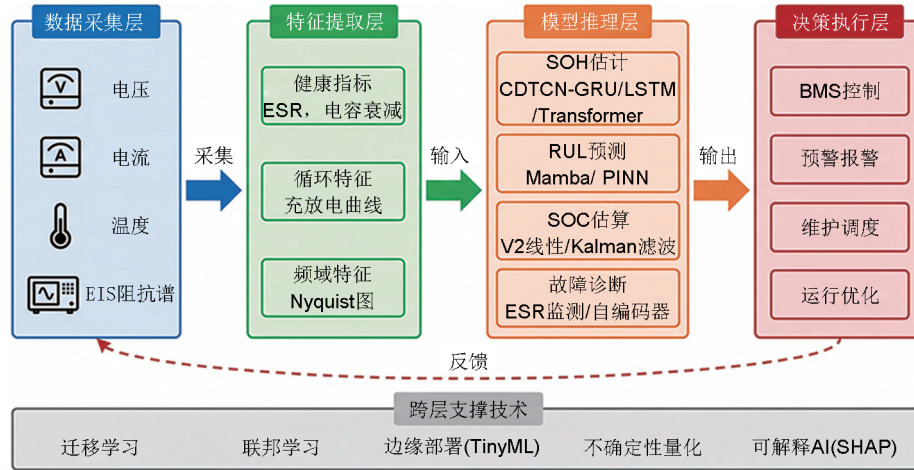 数据采集层
电压
V
电流
A
温度
EIS阻抗谱
采集
特征提取层
健康指标
ESR，电容衰减
循环特征
充放电曲线
频域特征
Nyquist图
输入
模型推理层
SOH估计
CDTCN-GRU/LSTM
/Transformer
RUL预测
Mamba/ PINN
SOC估算
V2线性/Kalman滤波
故障诊断
ESR监测/自编码器
输出
决策执行层
BMS控制
预警报警
维护调度
运行优化
反馈
跨层支撑技术
迁移学习
联邦学习
边缘部署(TinyML)
不确定性量化
可解释AI(SHAP)